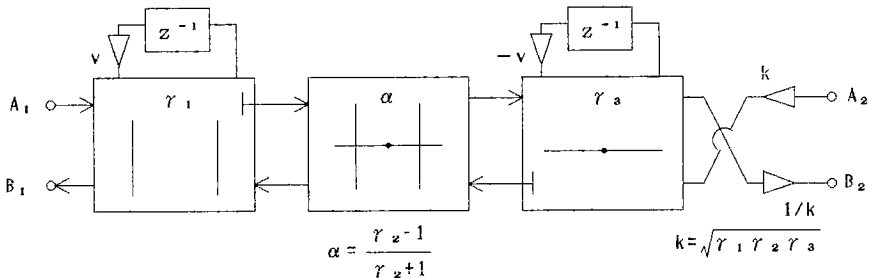 z⁻¹
z⁻¹
v
-v
γ₁
α
γ₃
k
A₁
A₂
B₁
B₂
1/k
α = (γ₂-1)/(γ₂+1)
k=√γ₁ γ₂ γ₃